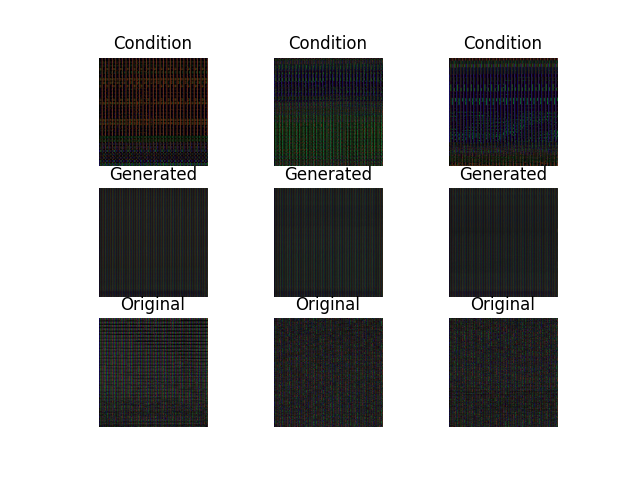 Condition Condition Condition
Generated Generated Generated
Original Original Original